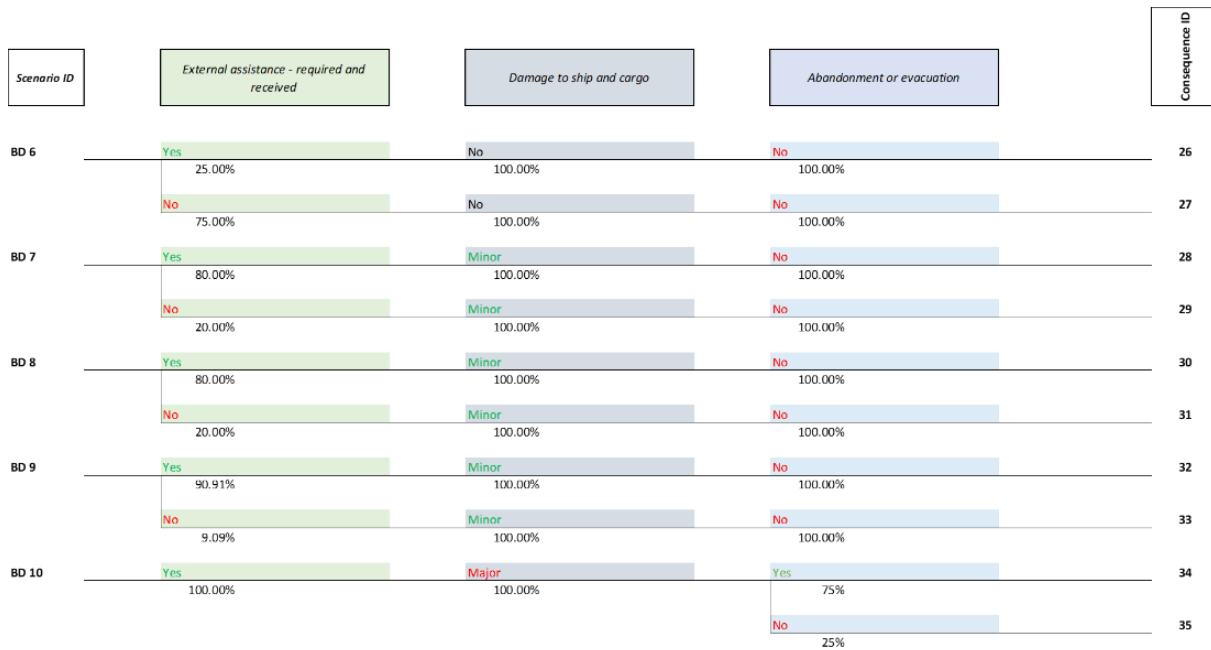 Consequence ID
Scenario ID
External assistance - required and
received
Damage to ship and cargo
Abandonment or evacuation
BD 6 Yes No No 26
25.00% 100.00% 100.00%
No No No 27
75.00% 100.00% 100.00%
BD 7 Yes Minor No 28
80.00% 100.00% 100.00%
No Minor No 29
20.00% 100.00% 100.00%
BD 8 Yes Minor No 30
80.00% 100.00% 100.00%
No Minor No 31
20.00% 100.00% 100.00%
BD 9 Yes Minor No 32
90.91% 100.00% 100.00%
No Minor No 33
9.09% 100.00% 100.00%
BD 10 Yes Major Yes 34
100.00% 100.00% 75%
No 35
25%